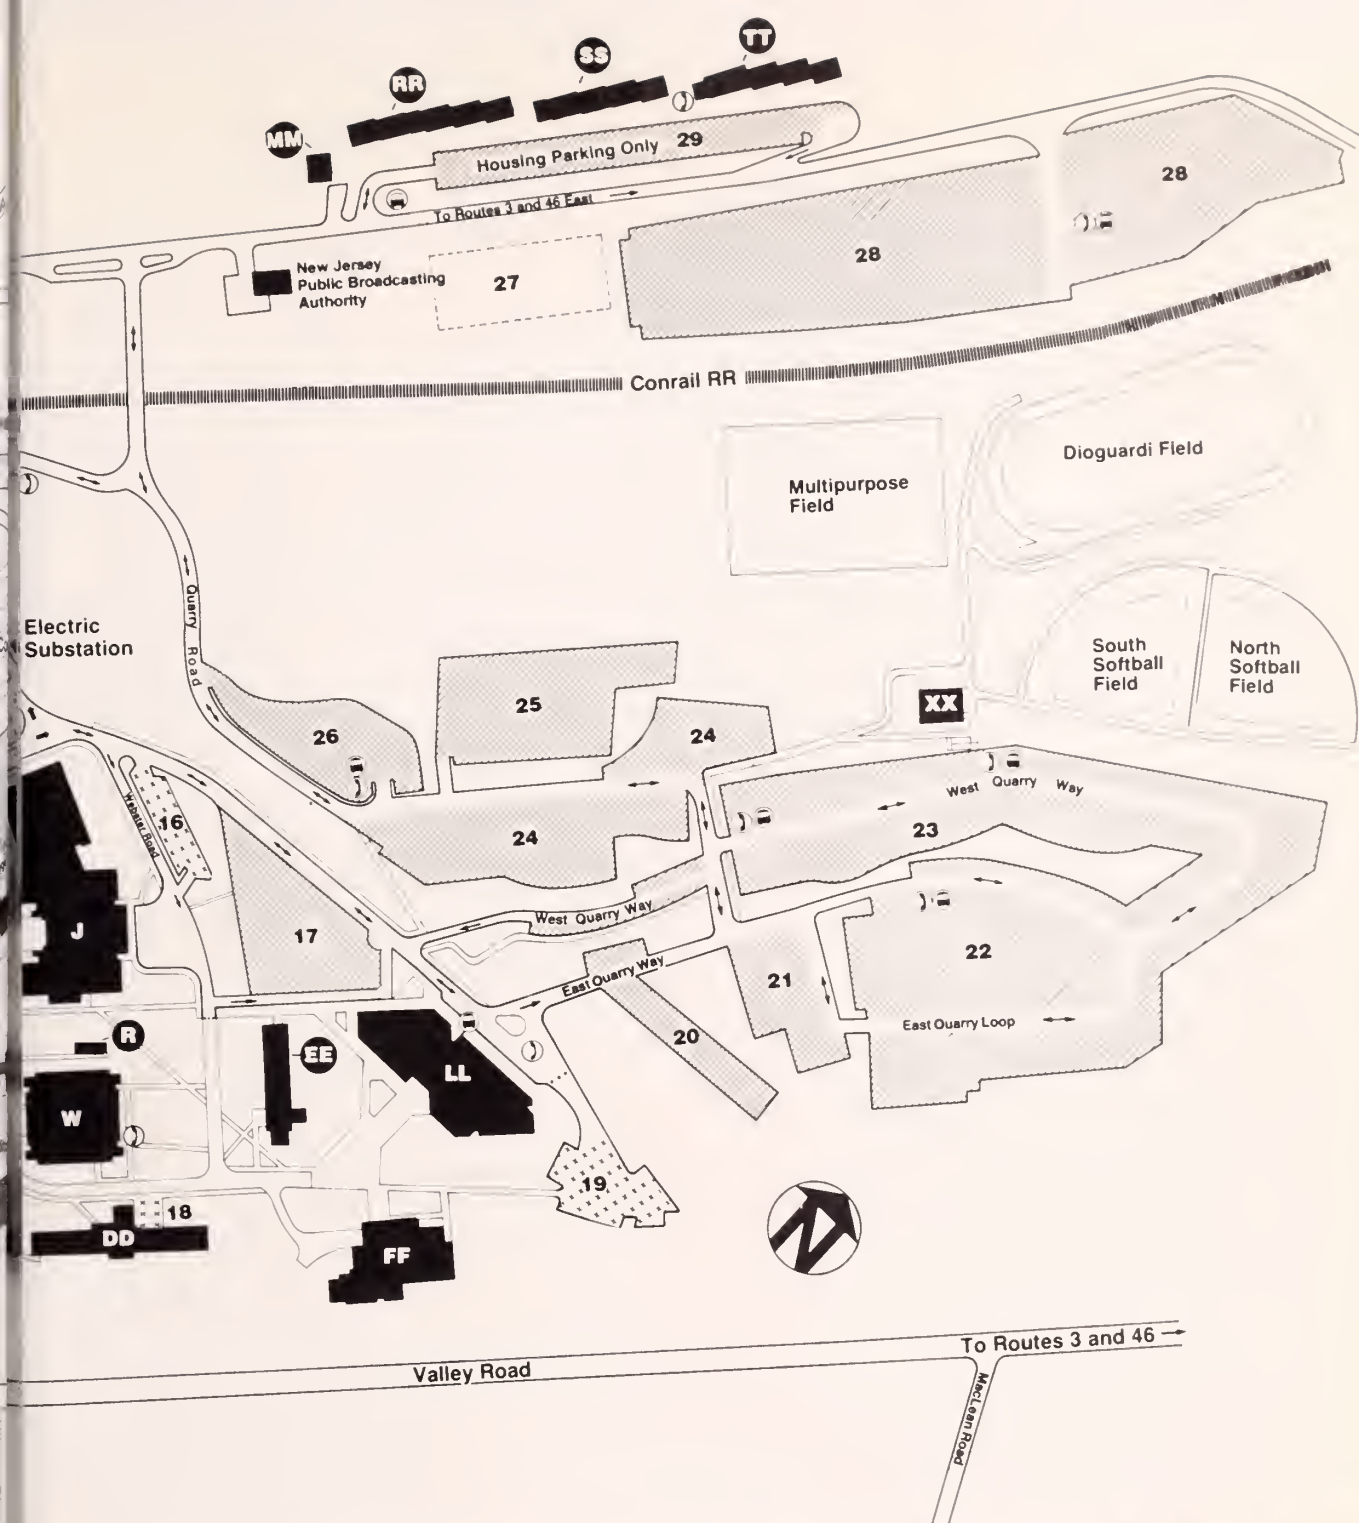 TT
SS
RR
MM
Housing Parking Only 29
To Routes 3 and 46 East
28
28
New Jersey
Public Broadcasting
Authority
27
Conrail RR
Dioguardi Field
Multipurpose
Field
Quarry Road
Electric
Substation
South
Softball
Field
North
Softball
Field
XX
25
24
26
West Quarry Way
23
Webster Road
16
24
West Quarry Way
J
17
22
21
East Quarry Way
East Quarry Loop
20
R
EE
LL
W
19
18
DD
FF
N
To Routes 3 and 46
Valley Road
MacLean Road